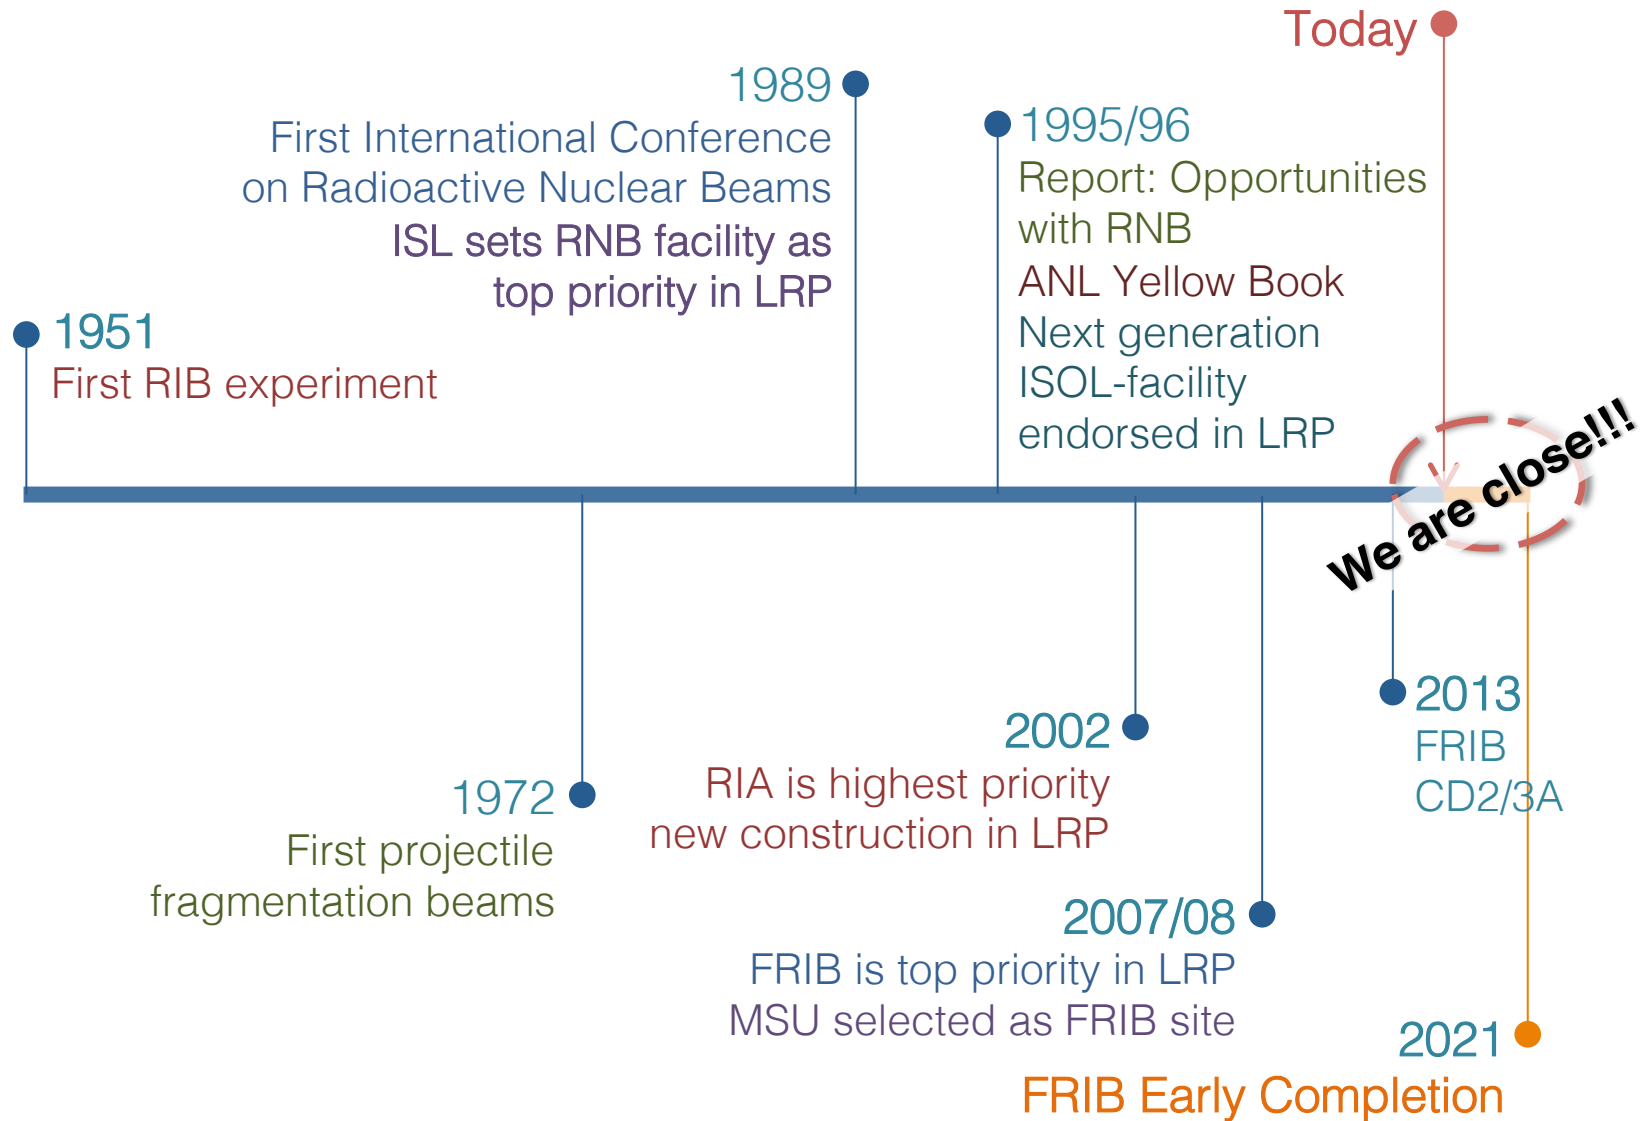 Today
1989
First International Conference
on Radioactive Nuclear Beams
ISL sets RNB facility as
top priority in LRP
1995/96
Report: Opportunities
with RNB
ANL Yellow Book
Next generation
ISOL-facility
endorsed in LRP
1951
First RIB experiment
We are close!!!
1972
First projectile
fragmentation beams
2002
RIA is highest priority
new construction in LRP
2007/08
FRIB is top priority in LRP
MSU selected as FRIB site
2013
FRIB
CD2/3A
2021
FRIB Early Completion